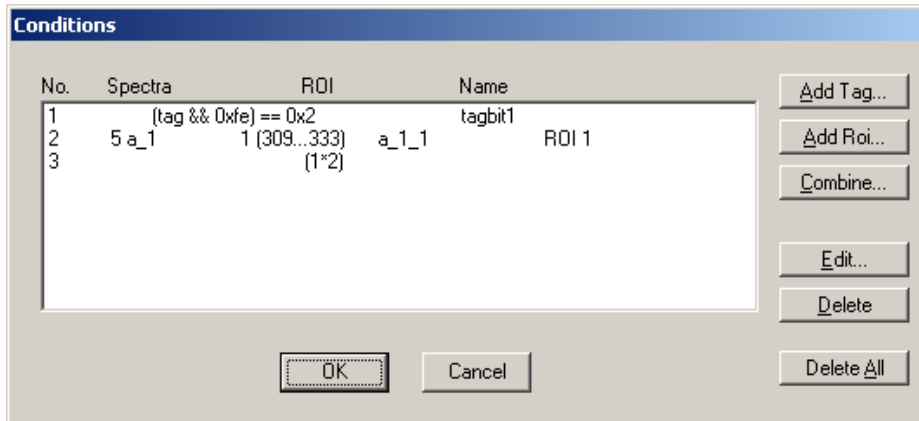 Conditions
No. Spectra ROI Name
1 (tag && 0xfe) == 0x2 tagbit1
2 5 a_1 1 (309...333) a_1_1 ROI 1
3 (1*2)
Add Tag...
Add Roi...
Combine...
Edit...
Delete
Delete All
OK Cancel